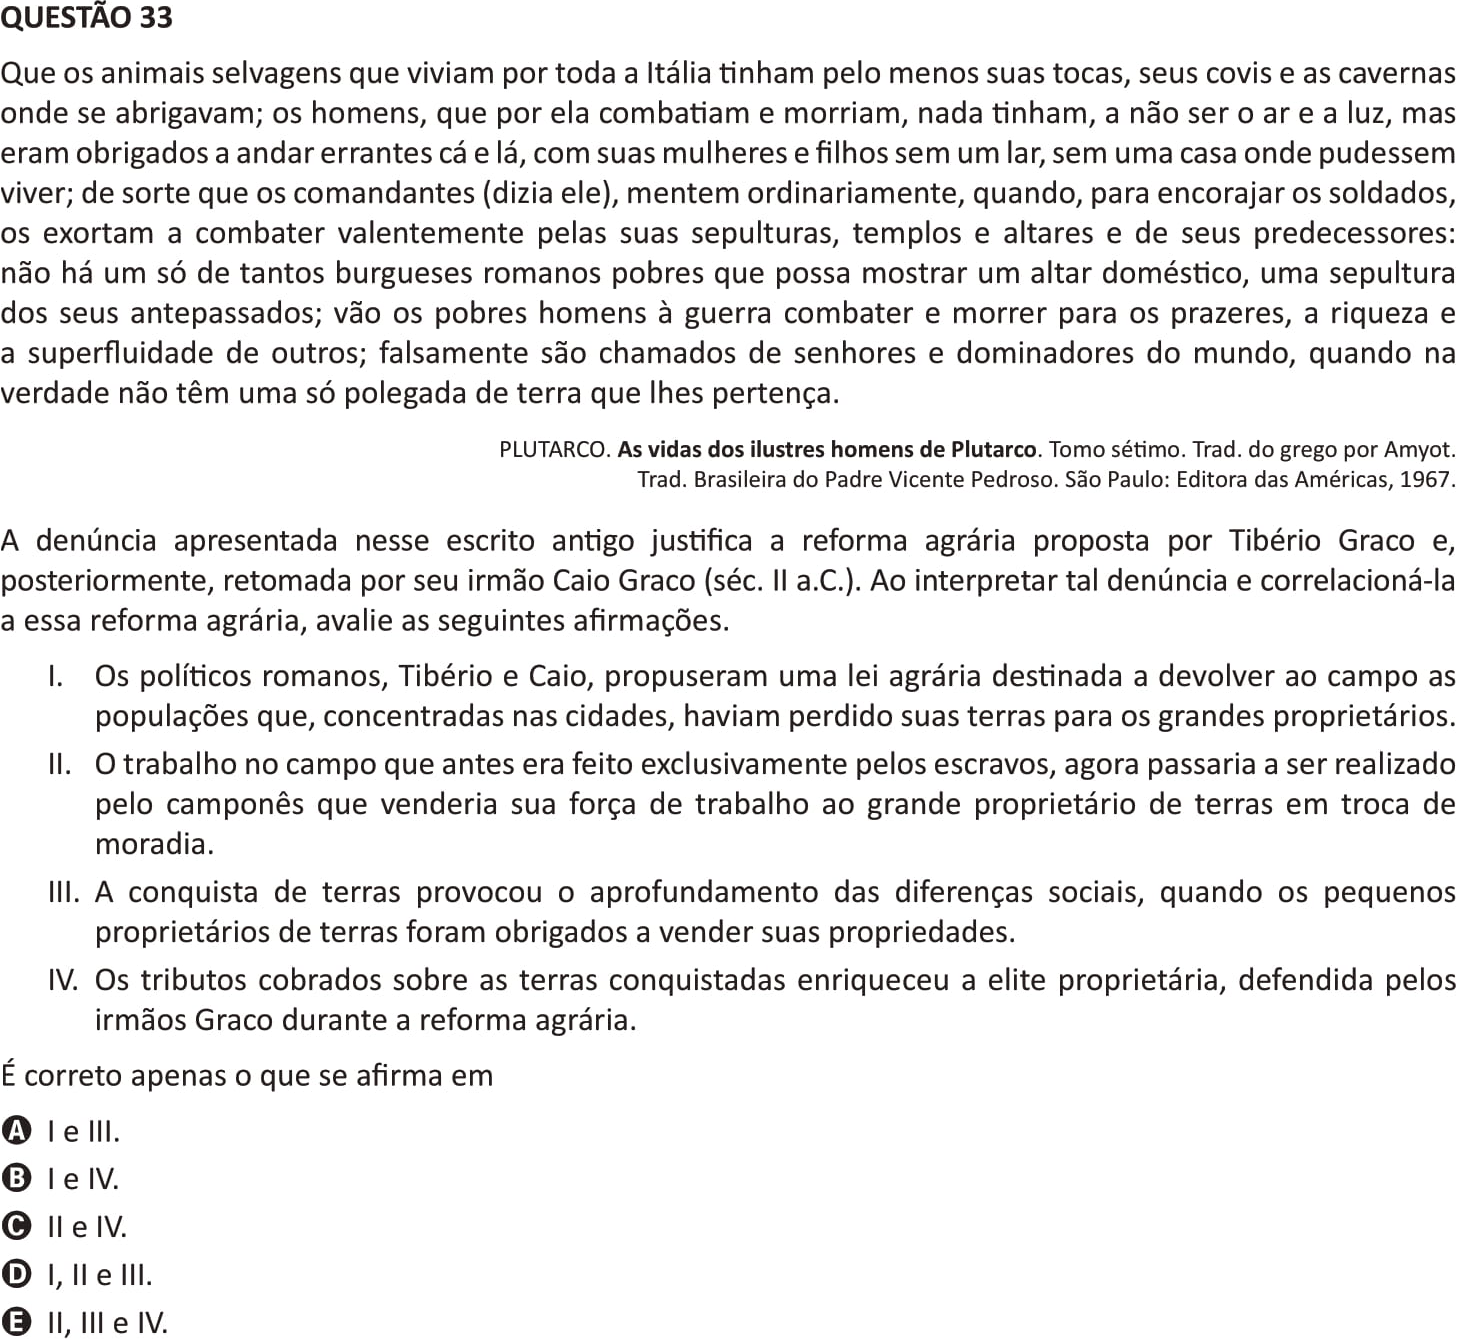 QUESTÃO 33
Que os animais selvagens que viviam por toda a Itália tinham pelo menos suas tocas, seus covis e as cavernas
onde se abrigavam; os homens, que por ela combatiam e morriam, nada tinham, a não ser o ar e a luz, mas
eram obrigados a andar errantes cá e lá, com suas mulheres e filhos sem um lar, sem uma casa onde pudessem
viver; de sorte que os comandantes (dizia ele), mentem ordinariamente, quando, para encorajar os soldados,
os exortam a combater valentemente pelas suas sepulturas, templos e altares e de seus predecessores:
não há um só de tantos burgueses romanos pobres que possa mostrar um altar doméstico, uma sepultura
dos seus antepassados; vão os pobres homens à guerra combater e morrer para os prazeres, a riqueza e
a superfluidade de outros; falsamente são chamados de senhores e dominadores do mundo, quando na
verdade não têm uma só polegada de terra que lhes pertença.
PLUTARCO. As vidas dos ilustres homens de Plutarco. Tomo sétimo. Trad. do grego por Amyot.
Trad. Brasileira do Padre Vicente Pedroso. São Paulo: Editora das Américas, 1967.
A denúncia apresentada nesse escrito antigo justifica a reforma agrária proposta por Tibério Graco e,
posteriormente, retomada por seu irmão Caio Graco (séc. II a.C.). Ao interpretar tal denúncia e correlacioná-la
a essa reforma agrária, avalie as seguintes afirmações.
I. Os políticos romanos, Tibério e Caio, propuseram uma lei agrária destinada a devolver ao campo as
populações que, concentradas nas cidades, haviam perdido suas terras para os grandes proprietários.
II. O trabalho no campo que antes era feito exclusivamente pelos escravos, agora passaria a ser realizado
pelo camponês que venderia sua força de trabalho ao grande proprietário de terras em troca de
moradia.
III. A conquista de terras provocou o aprofundamento das diferenças sociais, quando os pequenos
proprietários de terras foram obrigados a vender suas propriedades.
IV. Os tributos cobrados sobre as terras conquistadas enriqueceu a elite proprietária, defendida pelos
irmãos Graco durante a reforma agrária.
É correto apenas o que se afirma em
A I e III.
B I e IV.
C II e IV.
D I, II e III.
E II, III e IV.